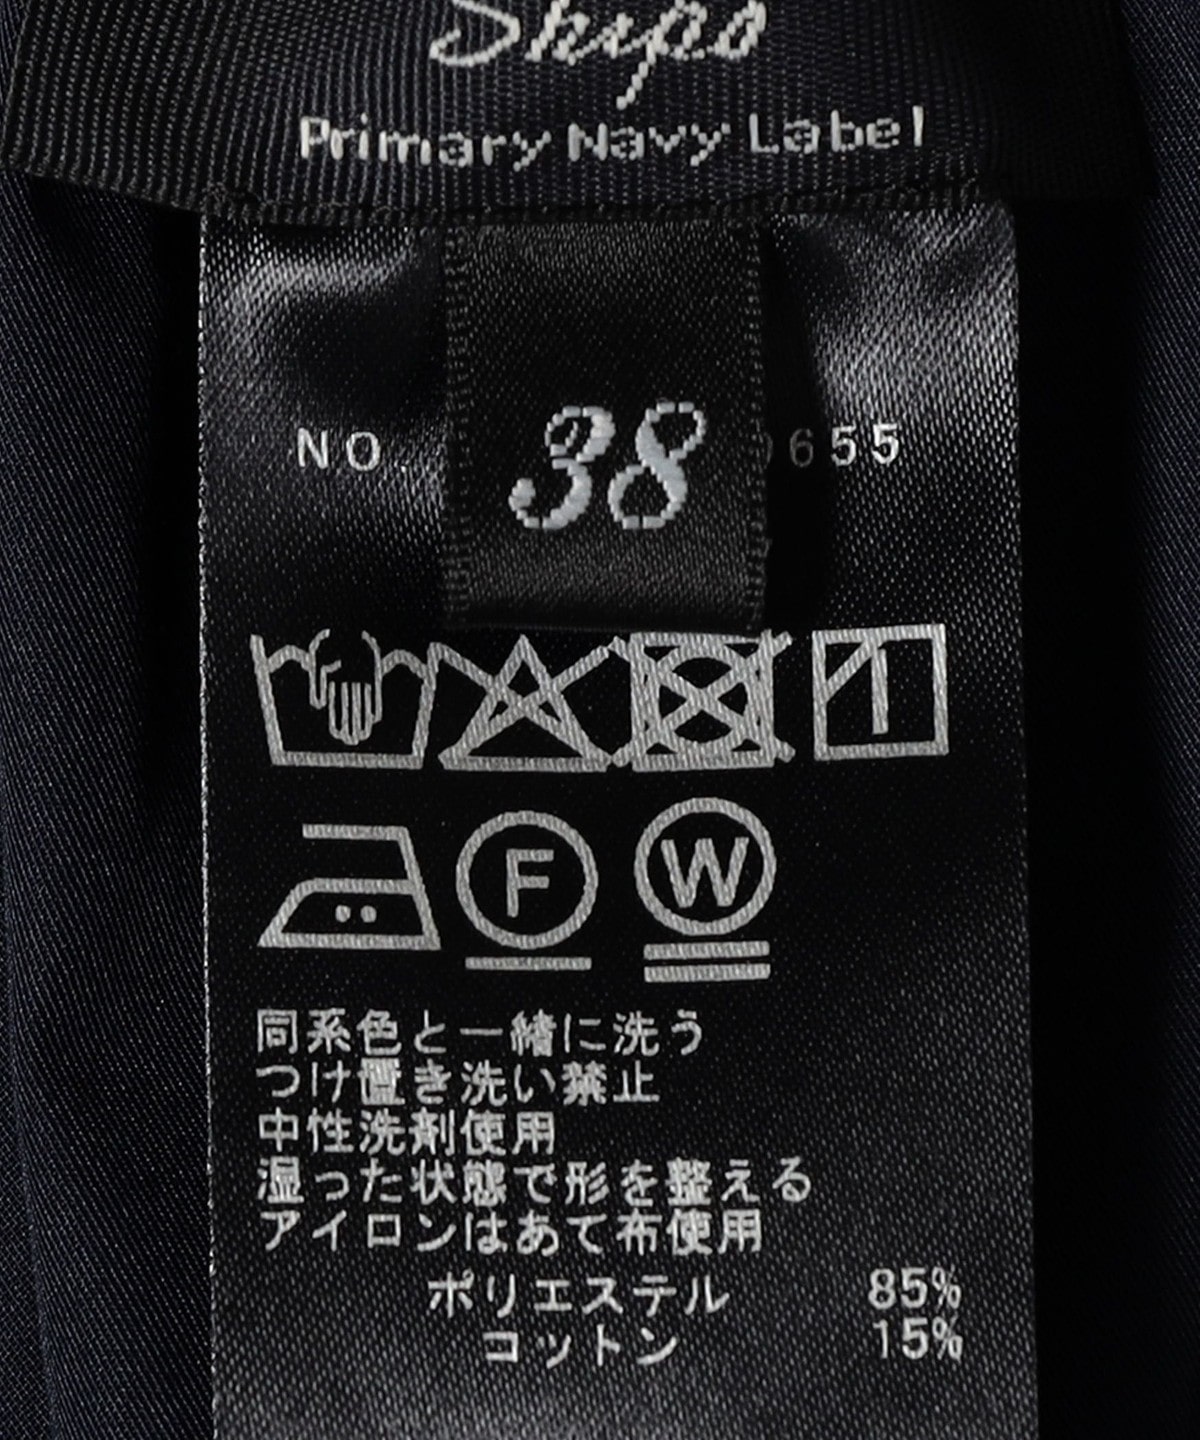 Ships
Primary Navy Label
NO.
38
655
F
W
同系色と一緒に洗う
つけ置き洗い禁止
中性洗剤使用
湿った状態で形を整える
アイロンはあて布使用
ポリエステル 85%
コットン 15%